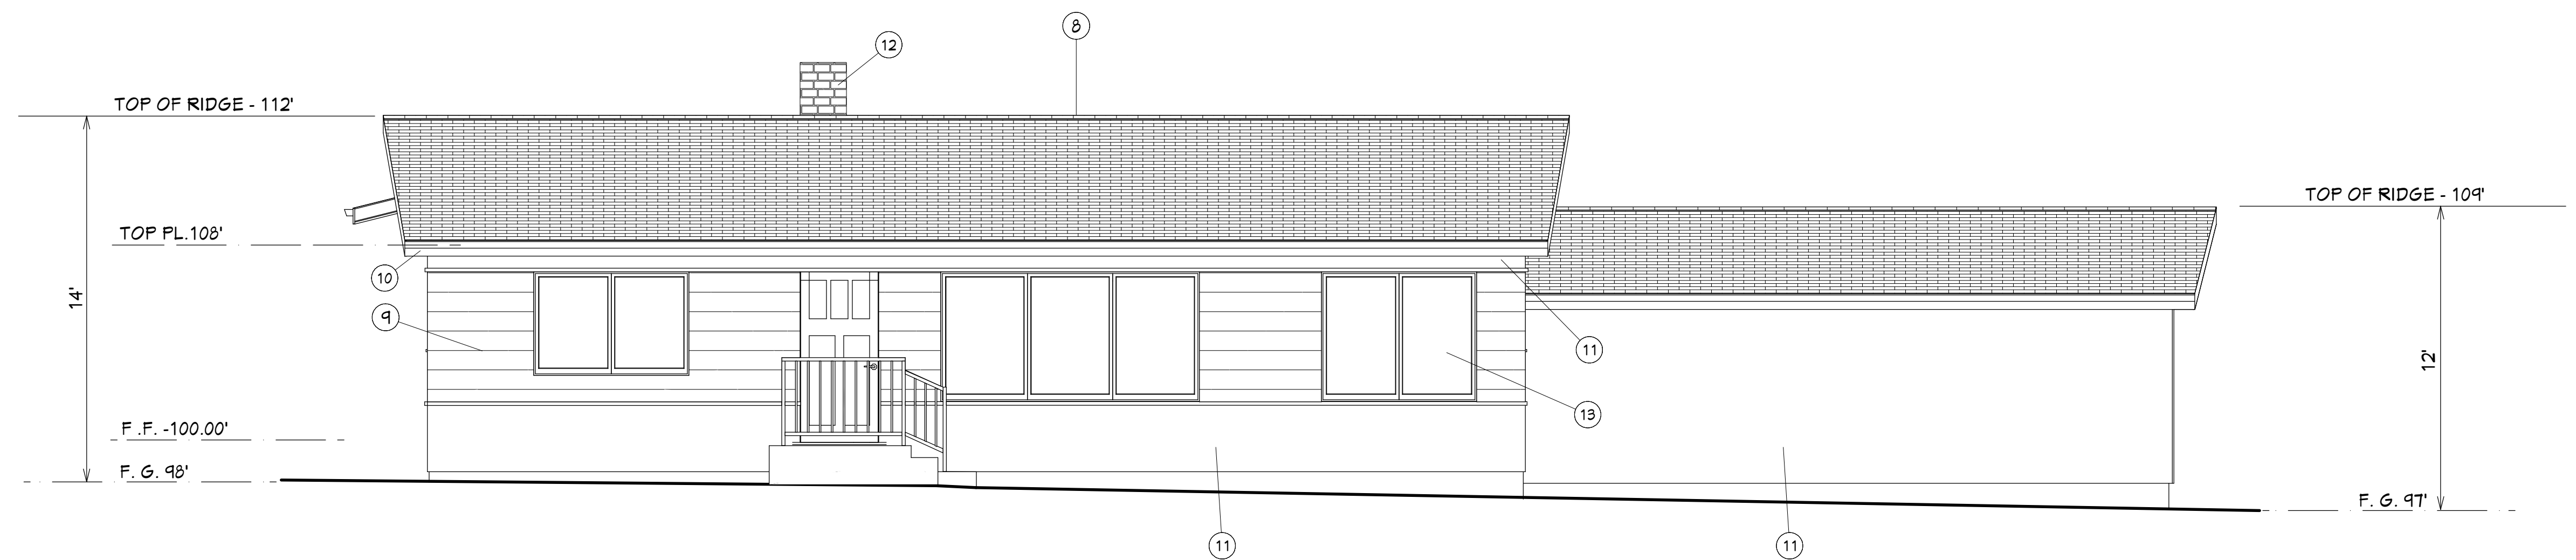 8
12
TOP OF RIDGE - 112'
TOP OF RIDGE - 109'
TOP PL.108'
10
14'
9
11
12'
13
F .F. -100.00'
F. G. 98'
F. G. 97'
11
11